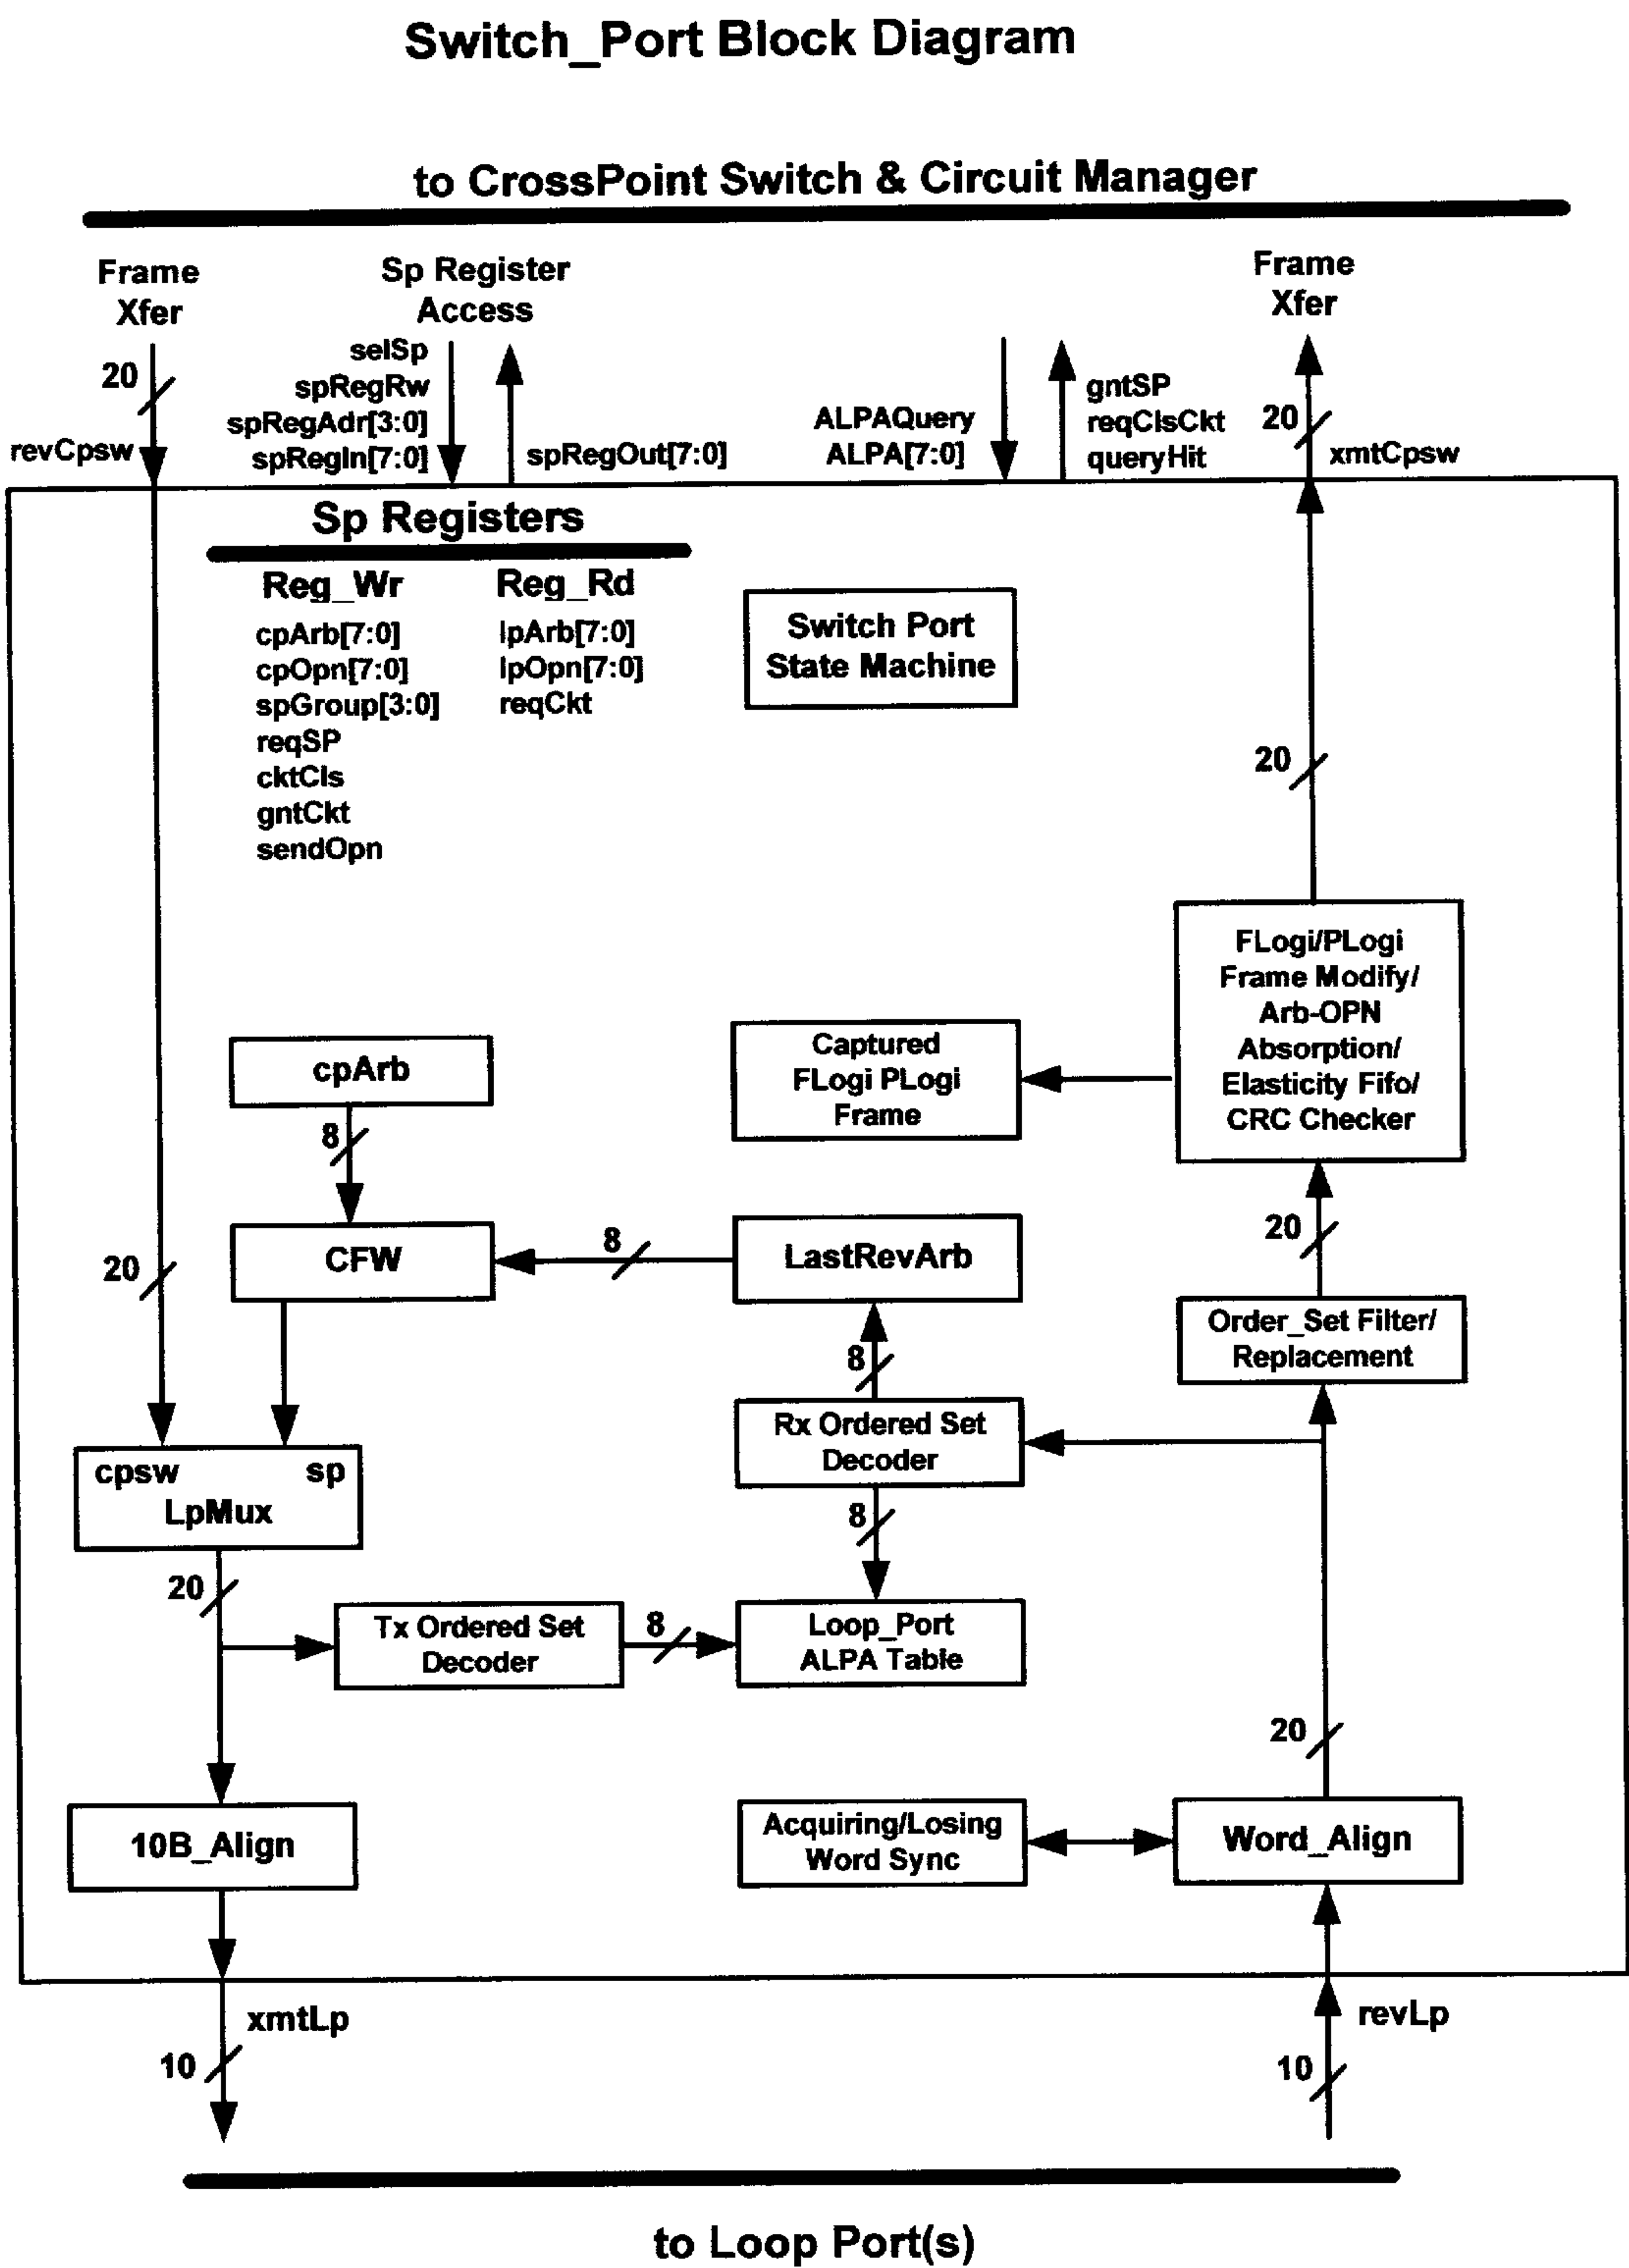 Switch_Port Block Diagram
to CrossPoint Switch & Circuit Manager
Frame
Xfer
20
revCpsw
Sp Register
Access
selSp
spRegRw
spRegAdr[3:0]
spRegIn[7:0]
spRegOut[7:0]
ALPAQuery
ALPA[7:0]
gntSP
reqClsCkt
queryHit
Frame
Xfer
20
xmtCpsw
Sp Registers
Reg_Wr
cpArb[7:0]
cpOpn[7:0]
spGroup[3:0]
reqSP
cktCls
gntCkt
sendOpn
Reg_Rd
lpArb[7:0]
lpOpn[7:0]
reqCkt
Switch Port
State Machine
20
FLogi/PLogi
Frame Modify/
Arb-OPN
Absorption/
Elasticity Fifo/
CRC Checker
Captured
FLogi PLogi
Frame
cpArb
8
CFW
8
LastRevArb
20
20
8
Order_Set Filter/
Replacement
Rx Ordered Set
Decoder
cpsw sp
LpMux
8
20
Tx Ordered Set
Decoder
8
Loop_Port
ALPA Table
20
10B_Align
Acquiring/Losing
Word Sync
Word_Align
xmtLp
10
revLp
10
to Loop Port(s)